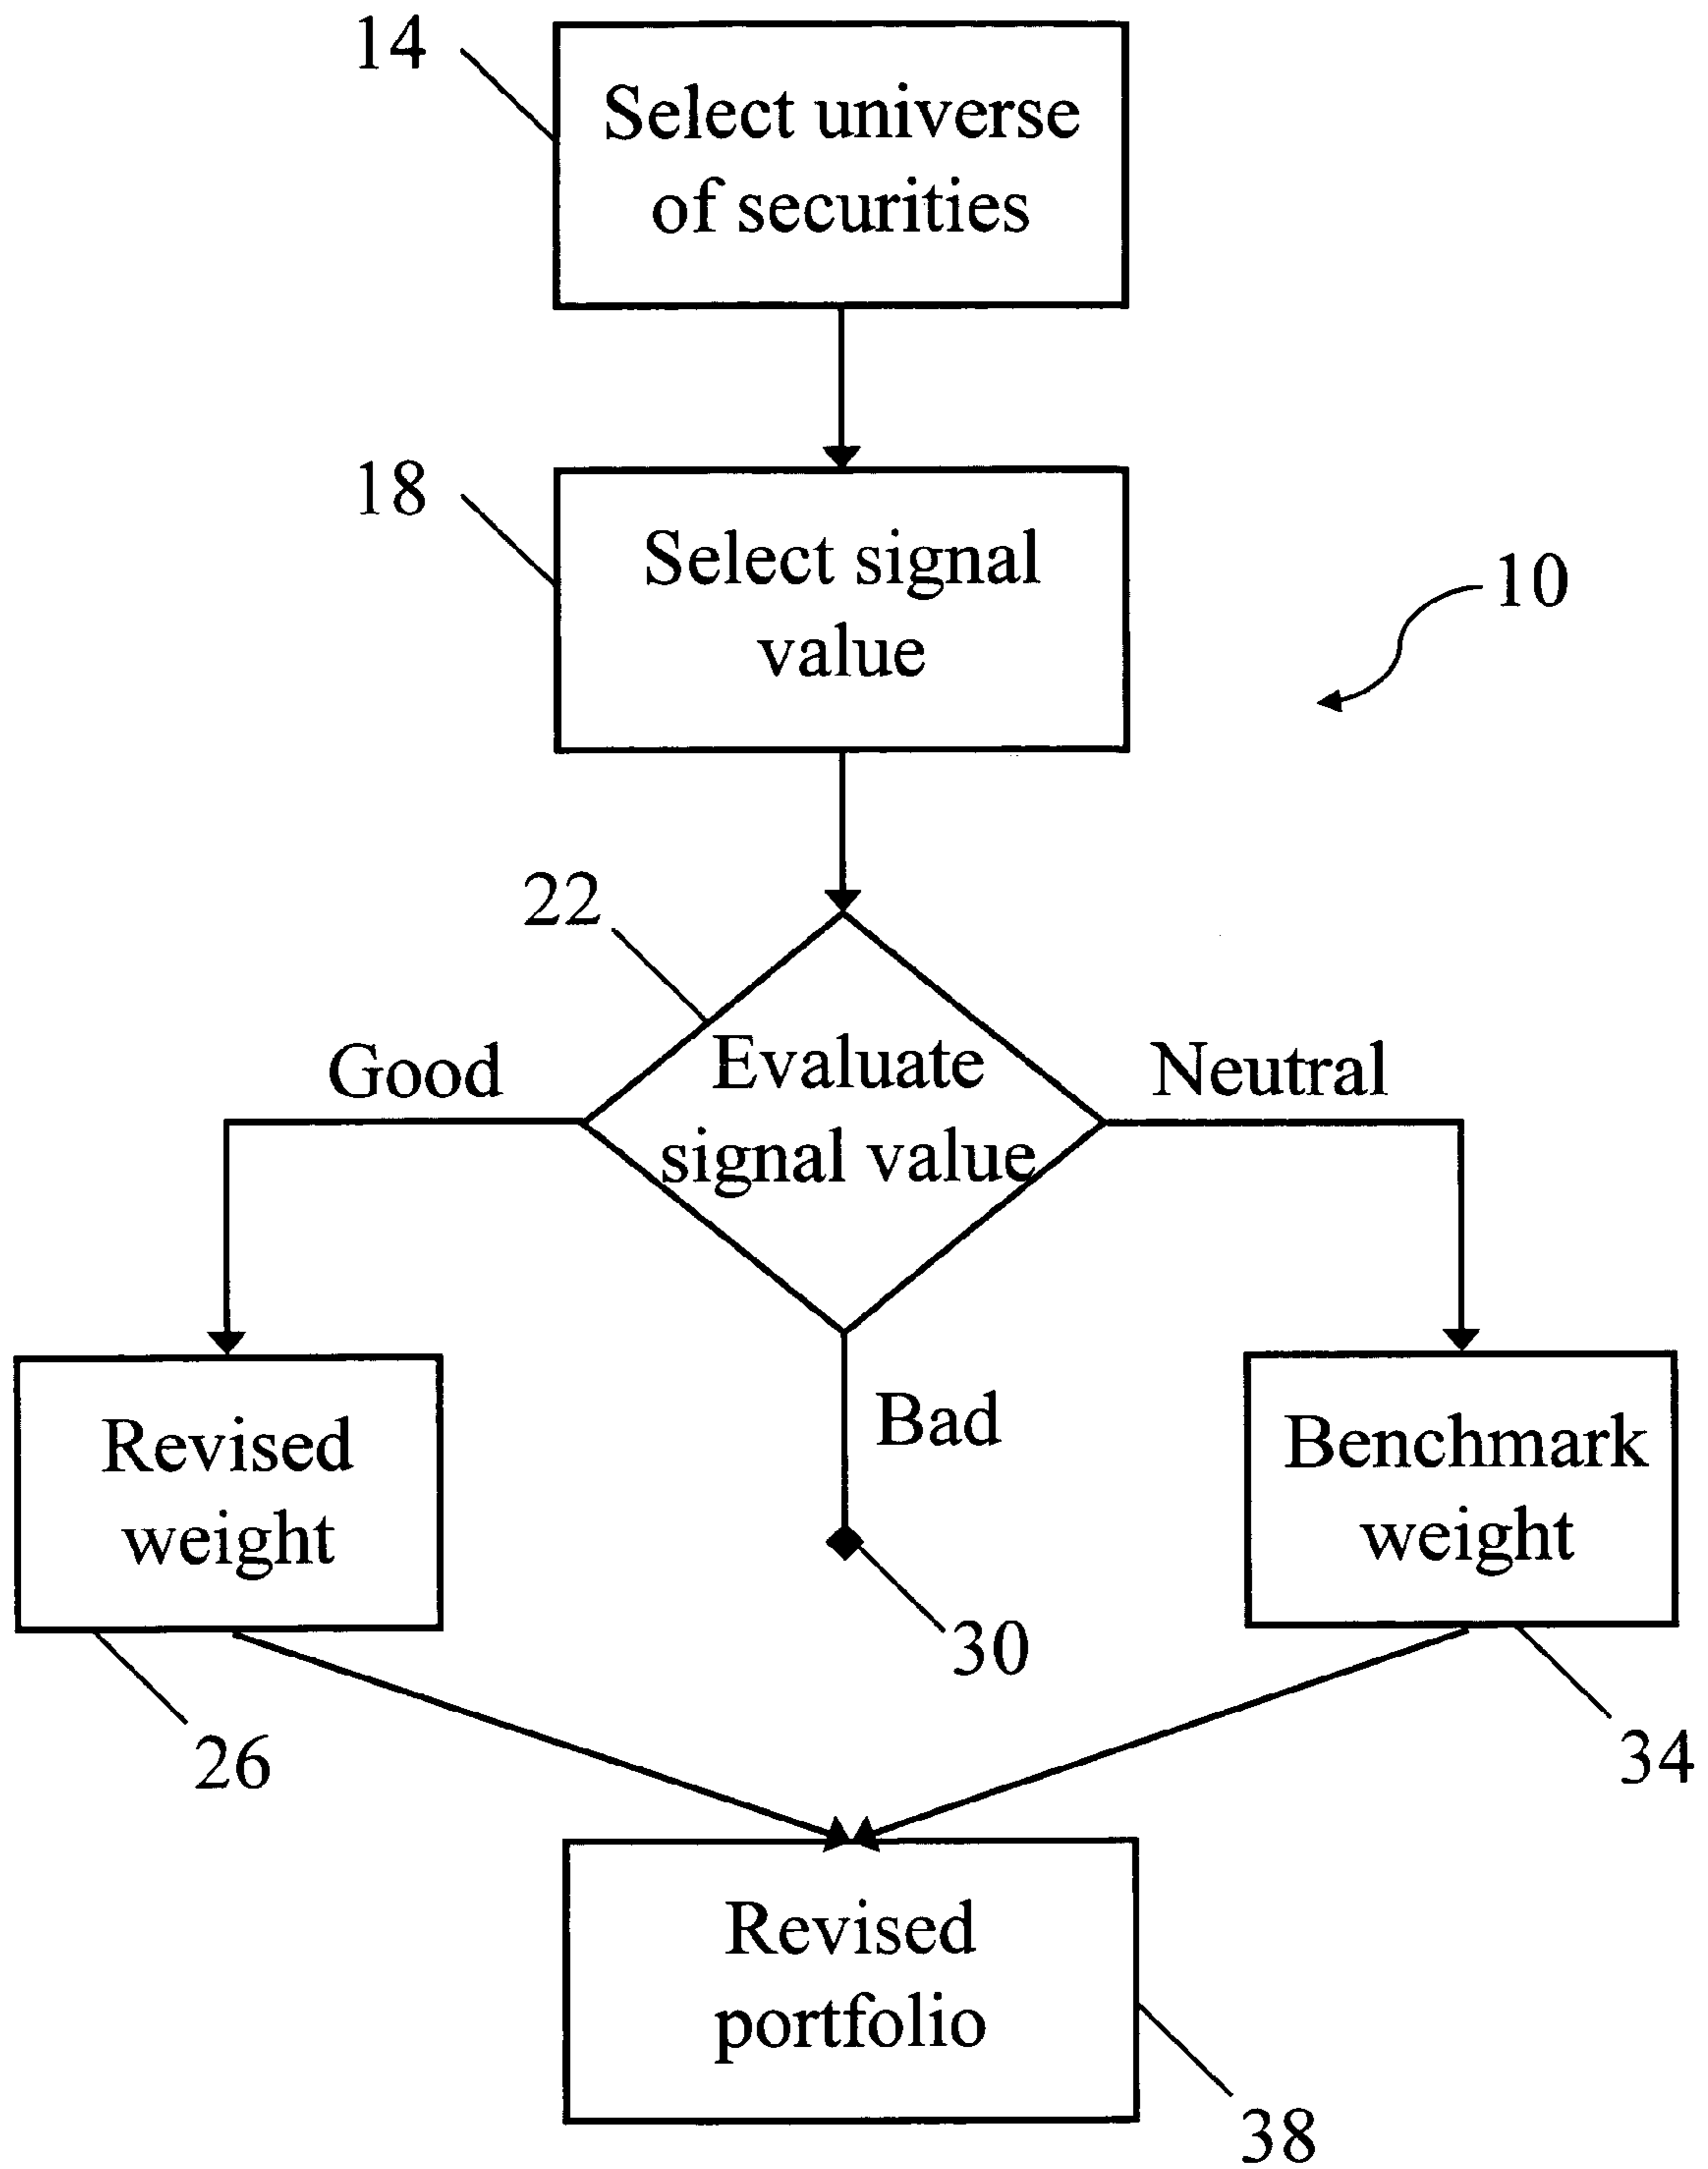 14
Select universe
of securities
18
Select signal
value
10
22
Good
Evaluate
signal value
Neutral
Revised
weight
Bad
Benchmark
weight
30
26
34
Revised
portfolio
38